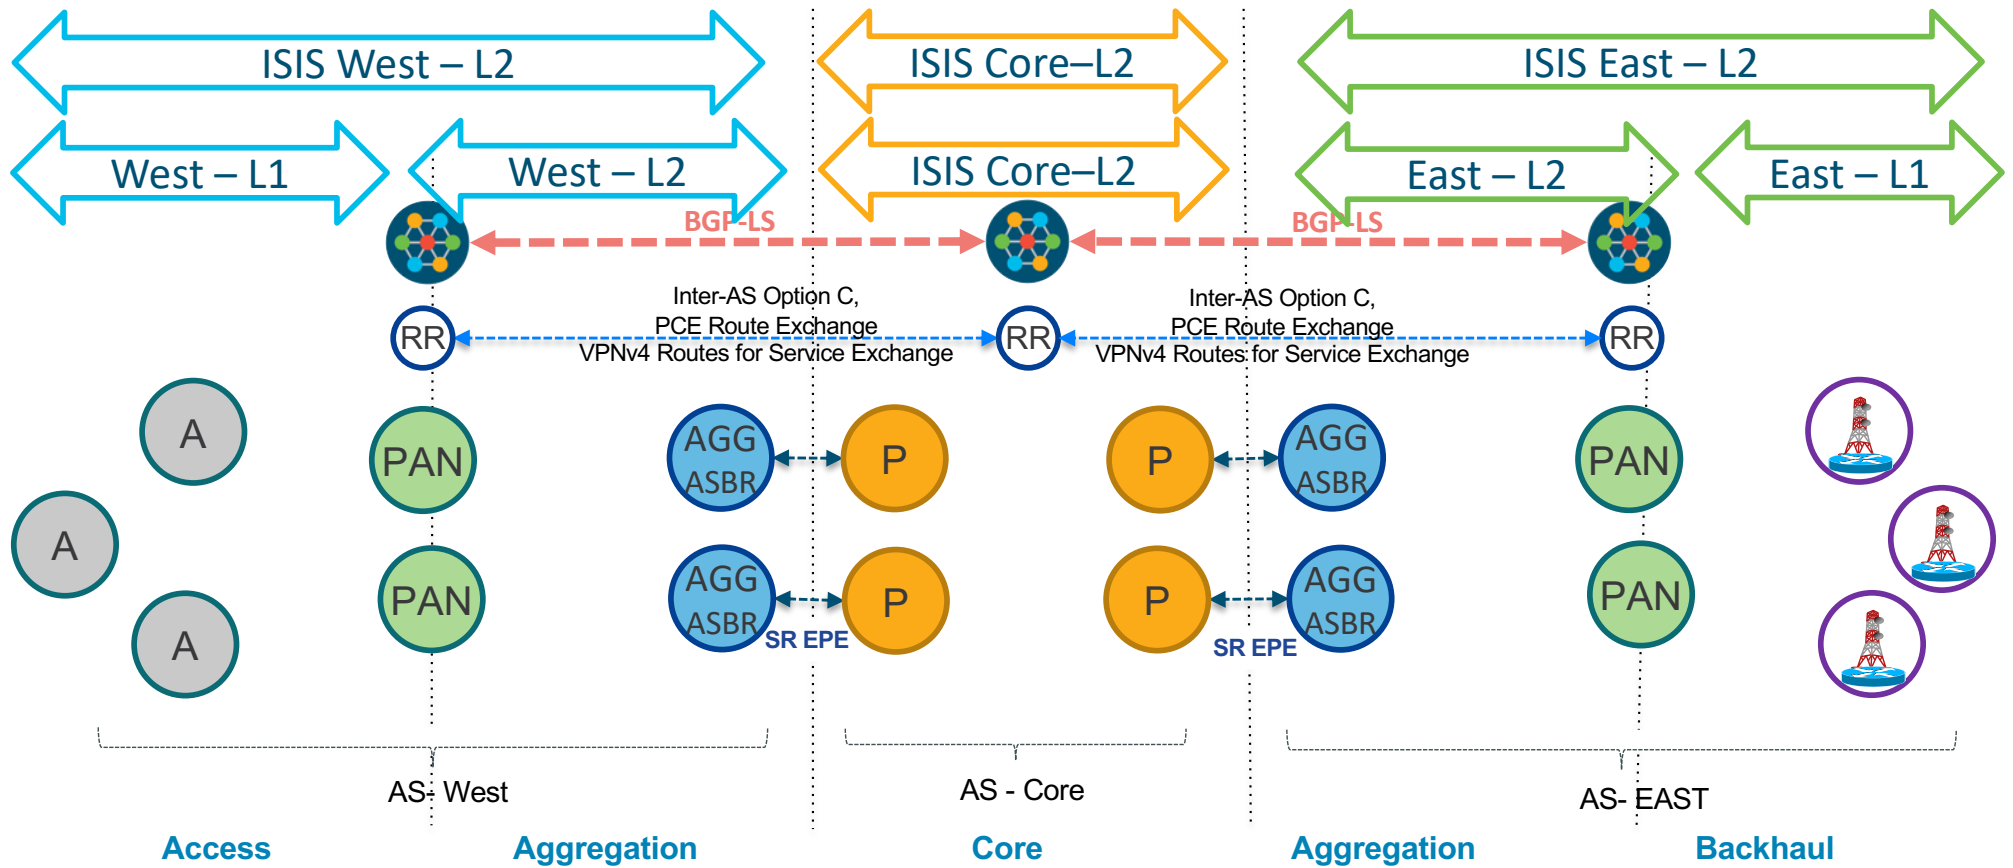 ISIS West – L2
ISIS Core–L2
ISIS East – L2
West – L1
West – L2
ISIS Core–L2
East – L2
East – L1
BGP-LS
BGP-LS
Inter-AS Option C,
PCE Route Exchange
VPNv4 Routes for Service Exchange
Inter-AS Option C,
PCE Route Exchange
VPNv4 Routes for Service Exchange
RR
RR
RR
A
PAN
AGG
ASBR
P
P
AGG
ASBR
PAN
A
PAN
AGG
ASBR
P
P
AGG
ASBR
PAN
A
SR EPE
SR EPE
AS- West
AS - Core
AS- EAST
Access
Aggregation
Core
Aggregation
Backhaul